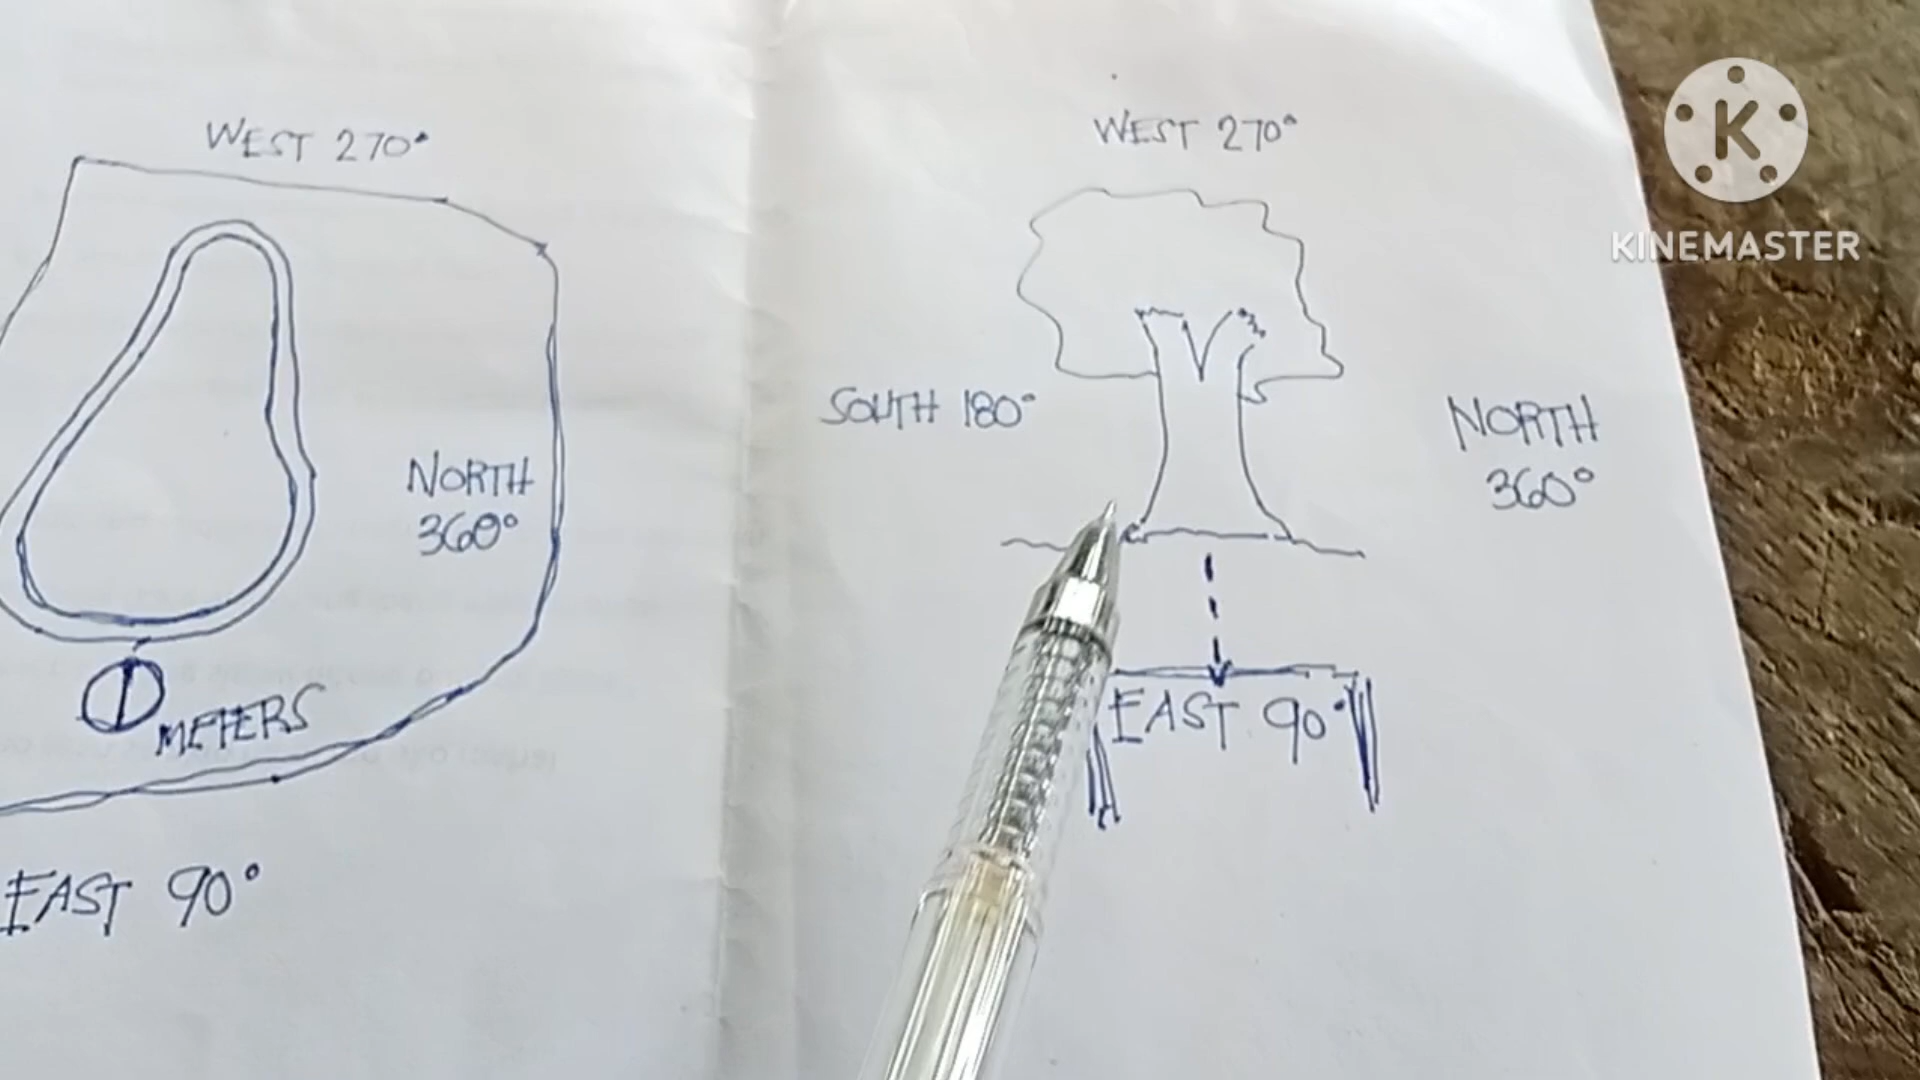 WEST 270°
NORTH
360°
METERS
EAST 90°
WEST 270°
SOUTH 180°
NORTH
360°
EAST 90°
K
KINEMASTER